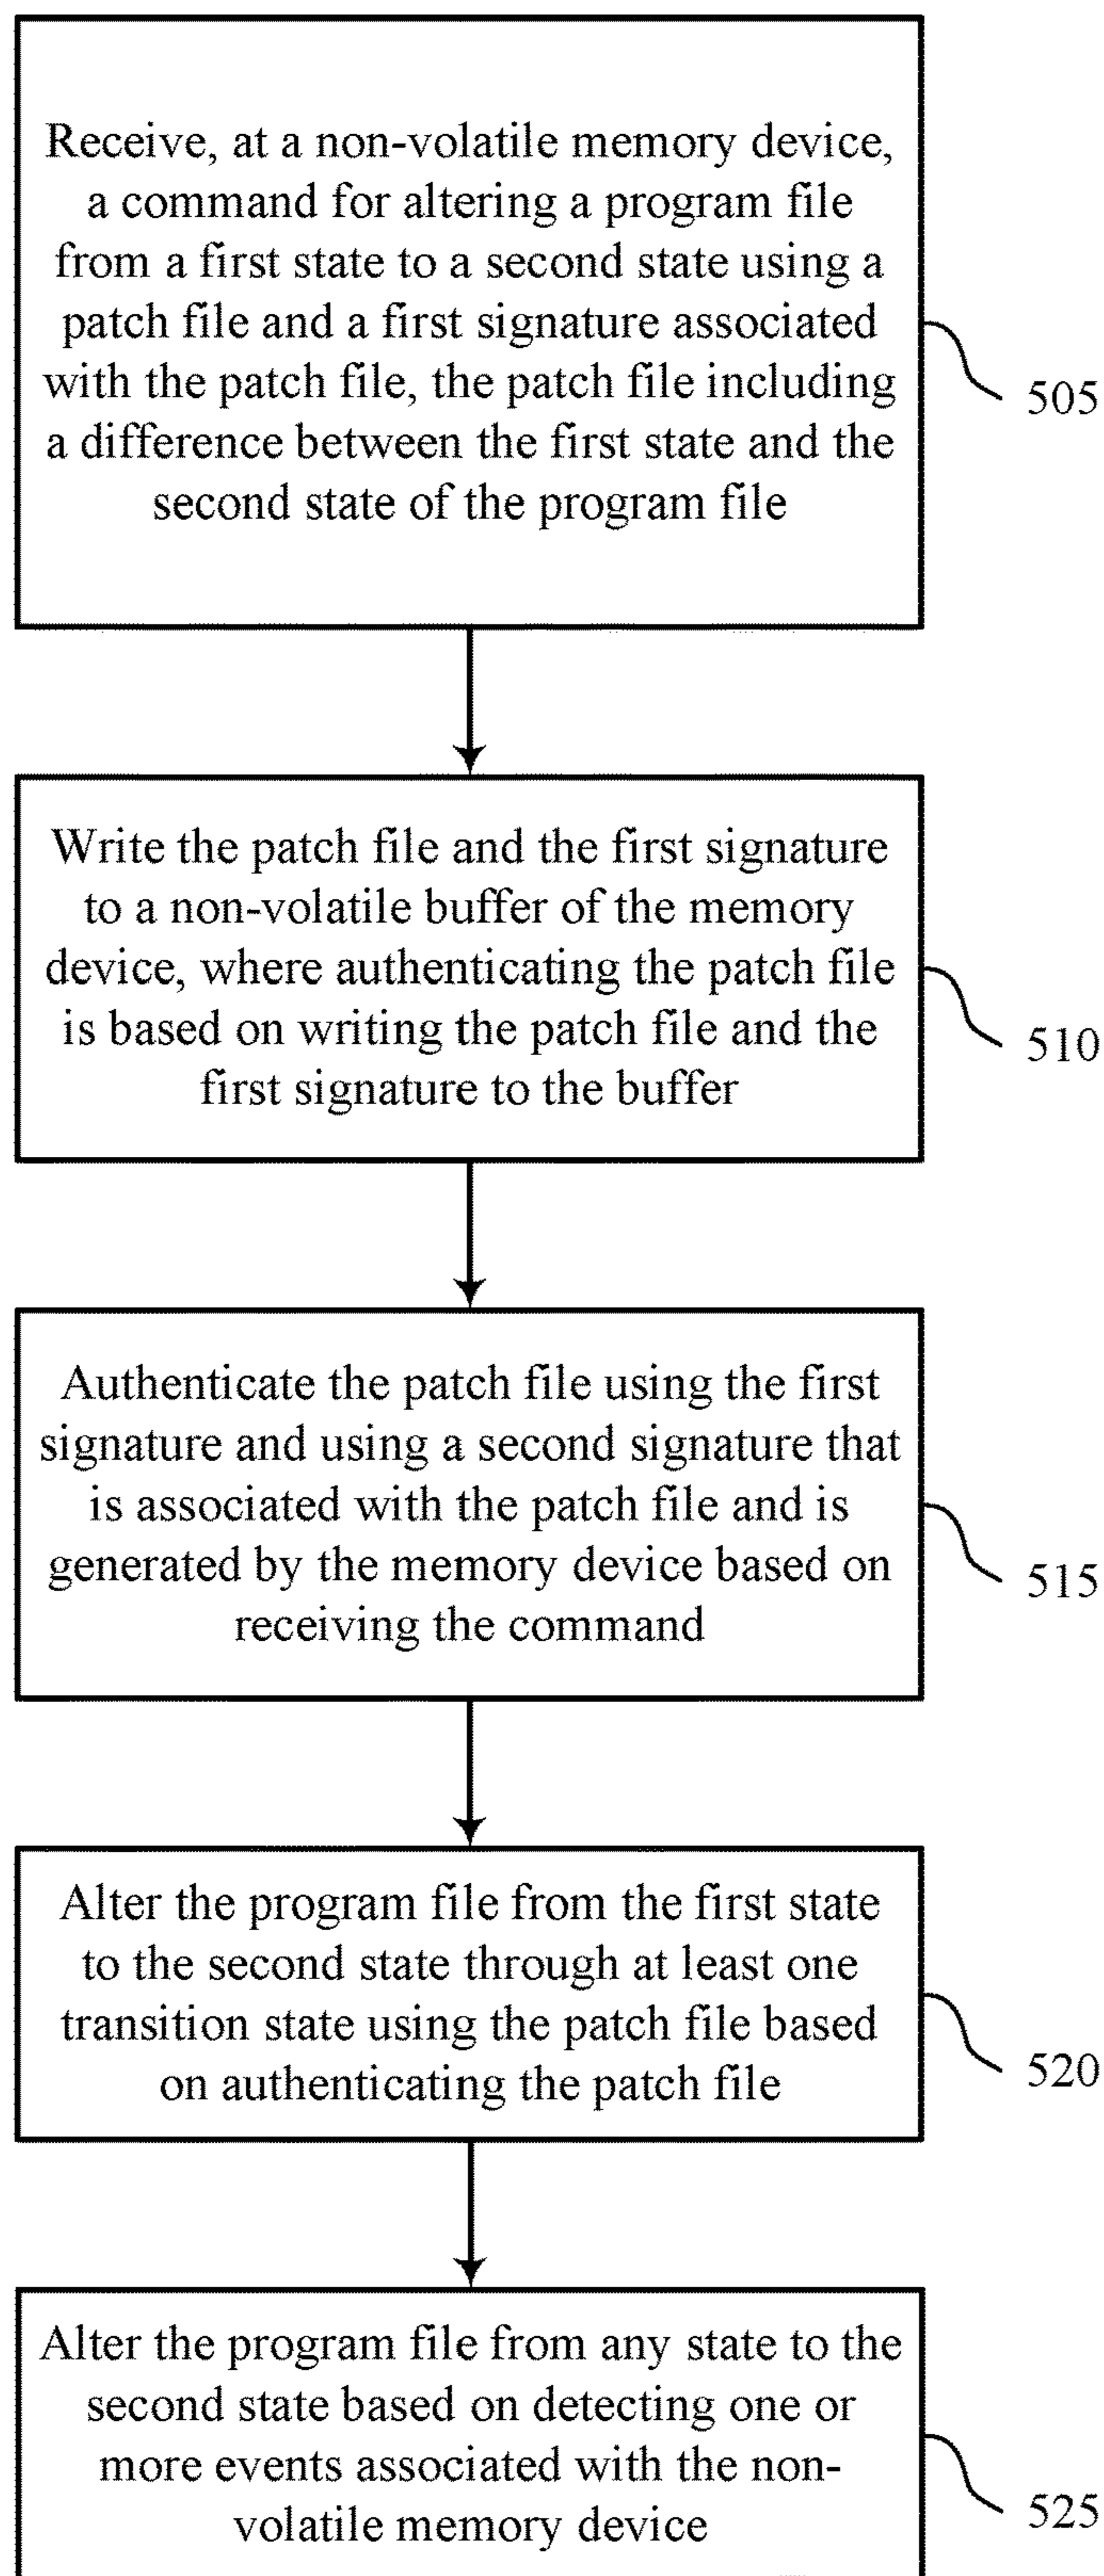 Receive, at a non-volatile memory device,
a command for altering a program file
from a first state to a second state using a
patch file and a first signature associated
with the patch file, the patch file including
a difference between the first state and the
second state of the program file
505
Write the patch file and the first signature
to a non-volatile buffer of the memory
device, where authenticating the patch file
is based on writing the patch file and the
first signature to the buffer
510
Authenticate the patch file using the first
signature and using a second signature that
is associated with the patch file and is
generated by the memory device based on
receiving the command
515
Alter the program file from the first state
to the second state through at least one
transition state using the patch file based
on authenticating the patch file
520
Alter the program file from any state to the
second state based on detecting one or
more events associated with the non-
volatile memory device
525